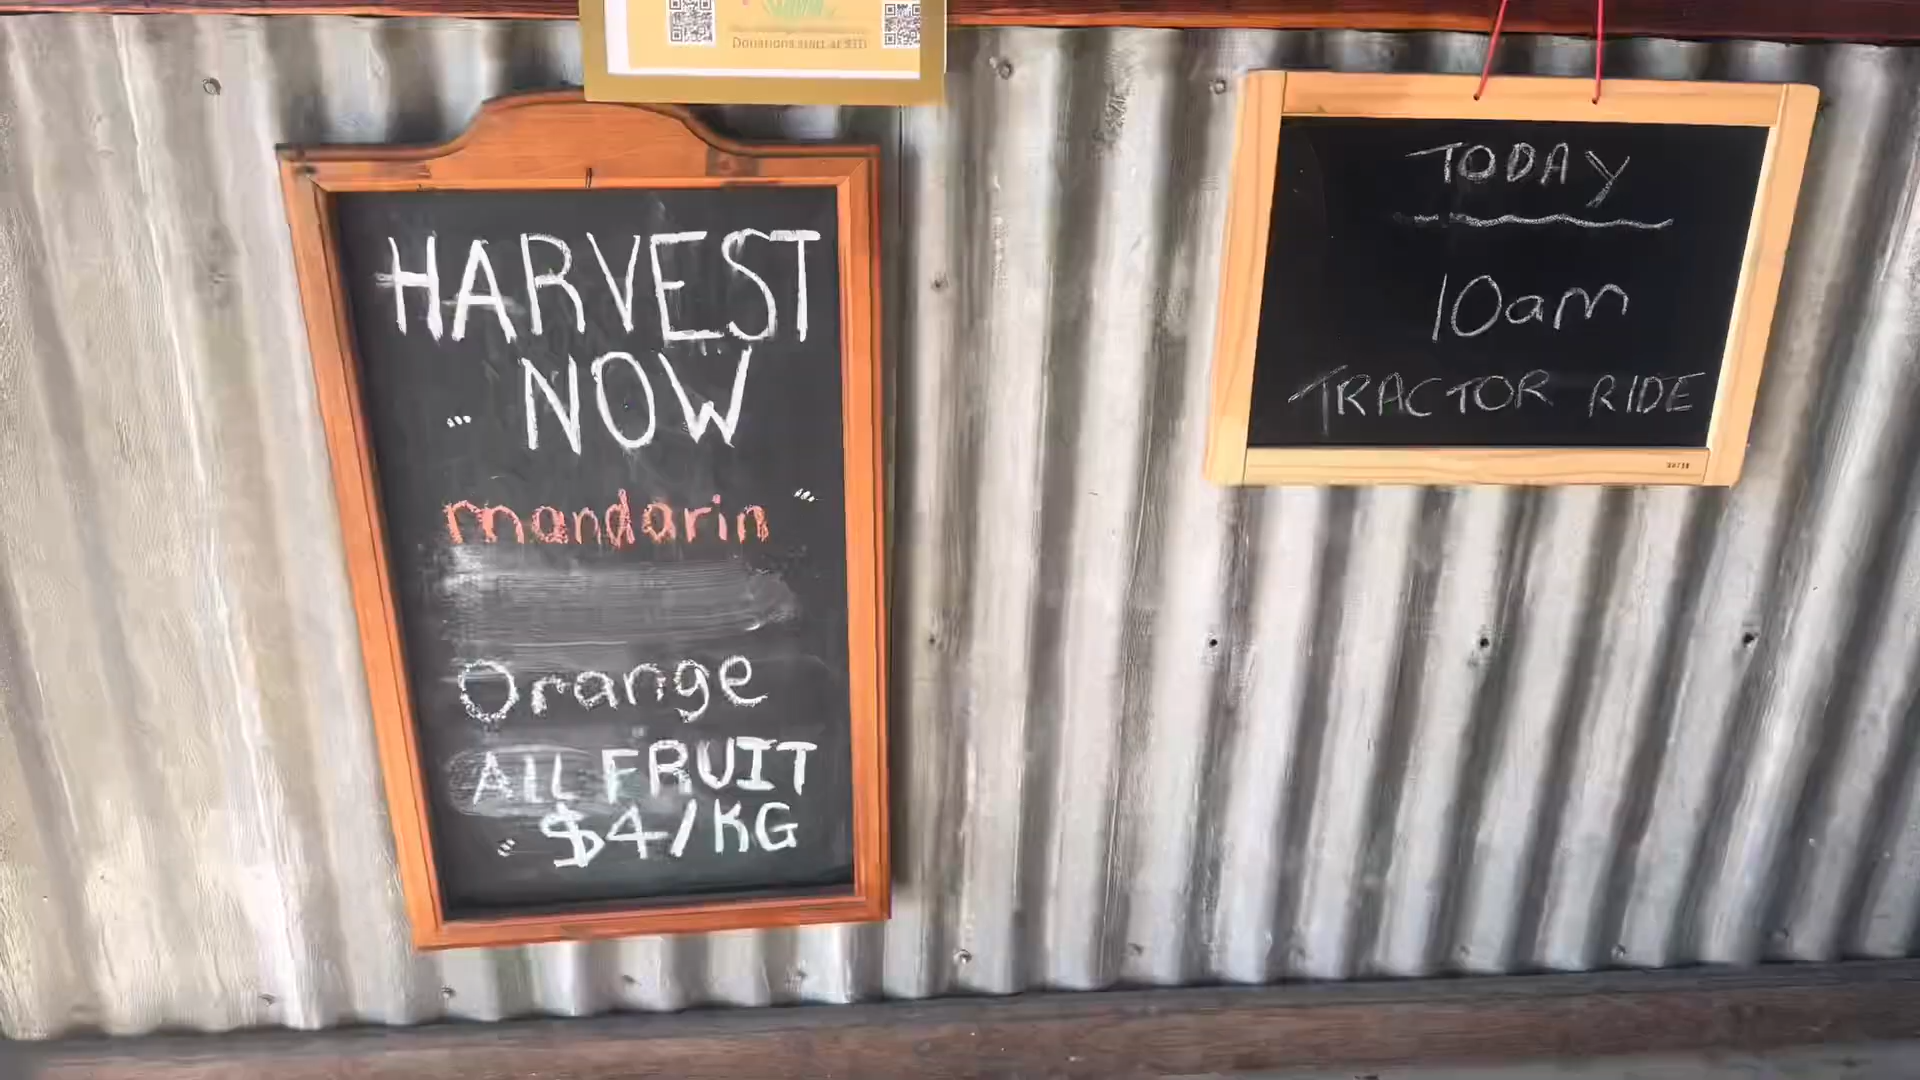 Donations start at $10
HARVEST
NOW
mandarin
Orange
ALL FRUIT
$4/KG
TODAY
10am
TRACTOR RIDE